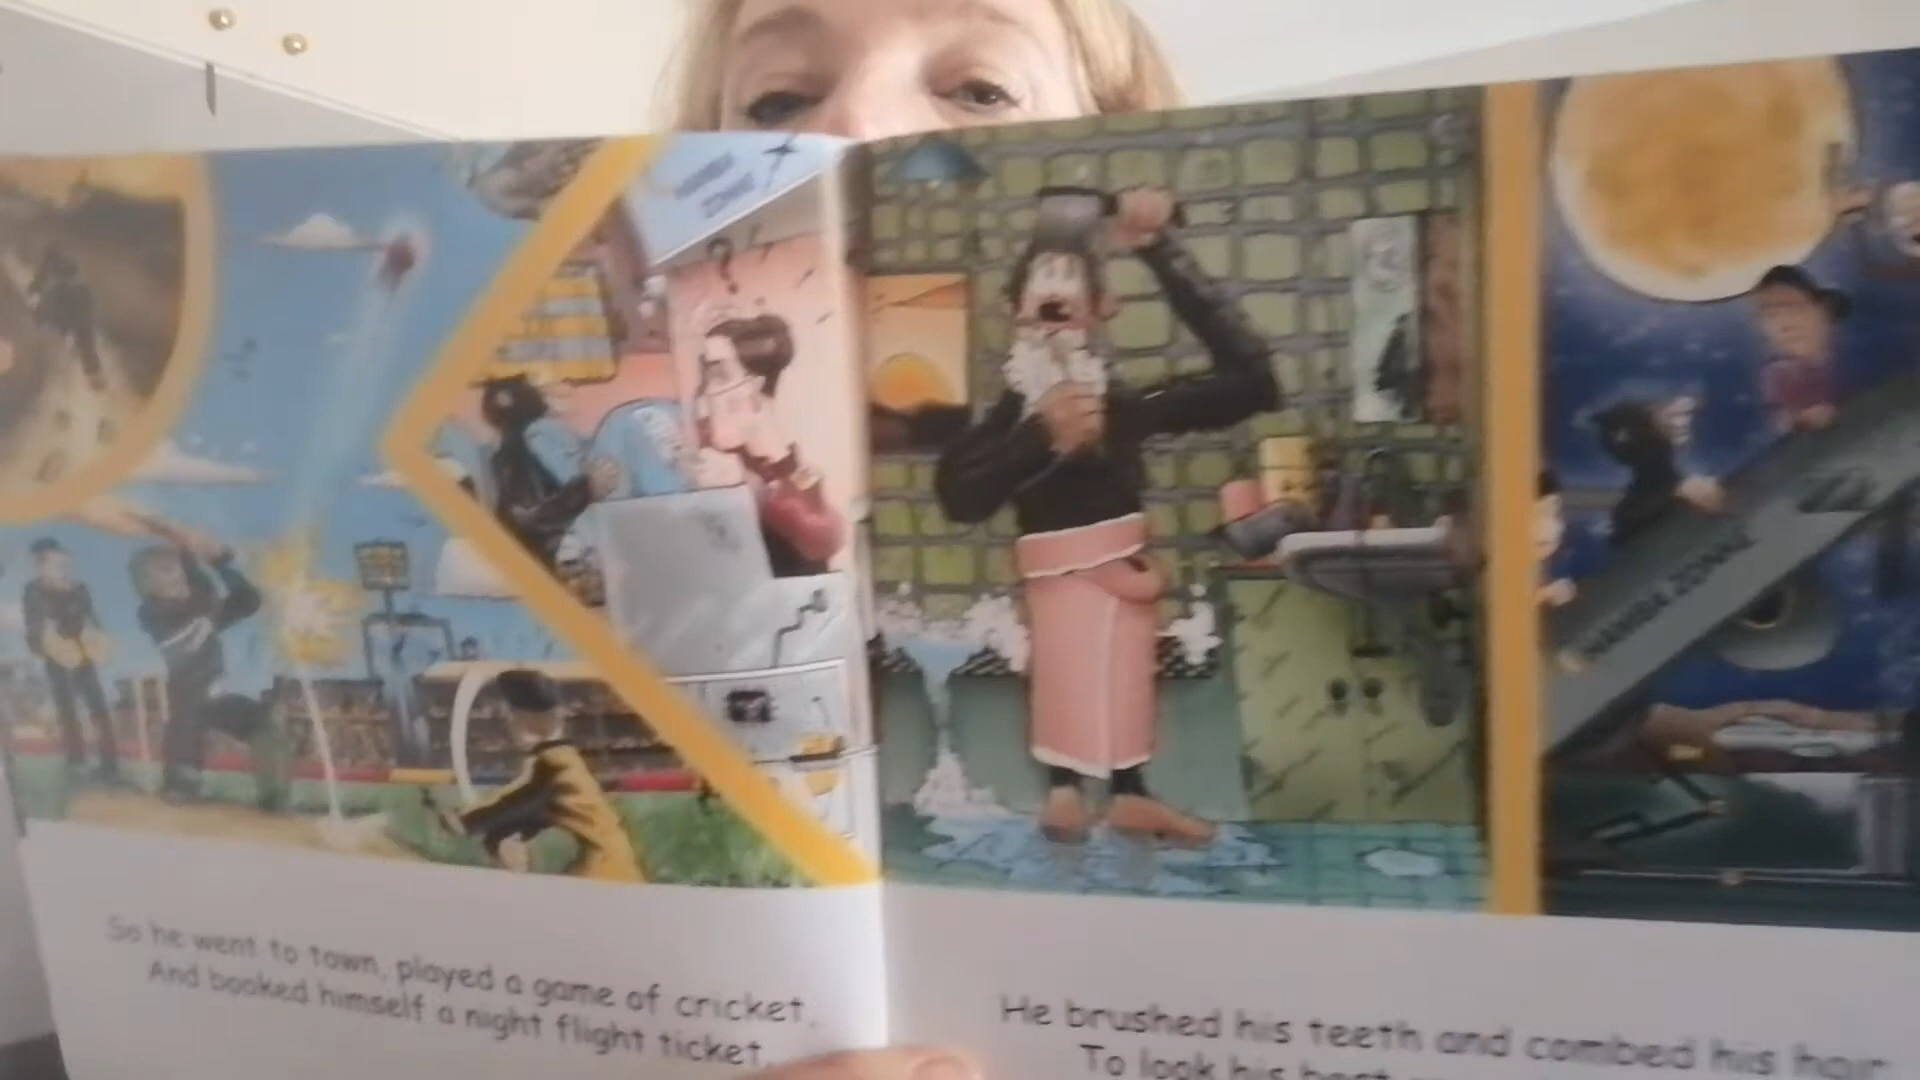 So he went to town, played a game of cricket,
And booked himself a night flight ticket.
He brushed his teeth and combed his hair
To look his best